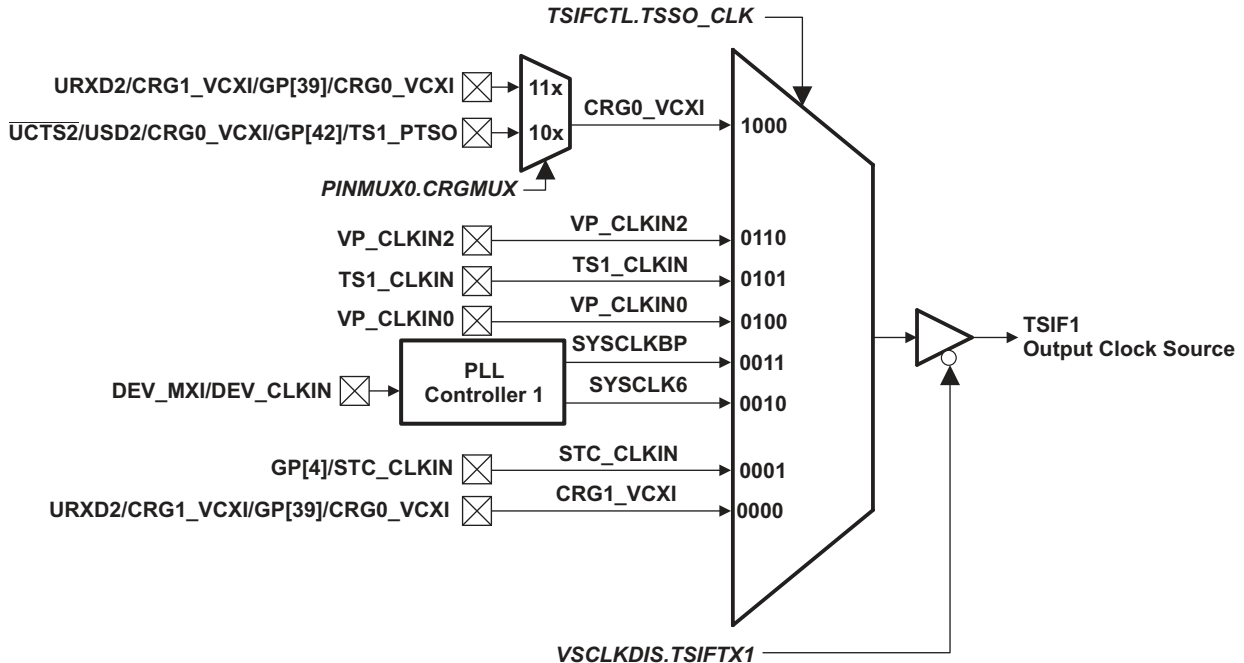 TSIFCTL.TSSO_CLK
URXD2/CRG1_VCXI/GP[39]/CRG0_VCXI
11x
CRG0_VCXI
1000
UCTS2/USD2/CRG0_VCXI/GP[42]/TS1_PTSO
10x
PINMUX0.CRGMUX
VP_CLKIN2
VP_CLKIN2
0110
TS1_CLKIN
TS1_CLKIN
0101
VP_CLKIN0
VP_CLKIN0
0100
TSIF1
Output Clock Source
DEV_MXI/DEV_CLKIN
PLL
Controller 1
SYSCLKBP
0011
SYSCLK6
0010
GP[4]/STC_CLKIN
STC_CLKIN
0001
URXD2/CRG1_VCXI/GP[39]/CRG0_VCXI
CRG1_VCXI
0000
VSCLKDIS.TSIFTX1